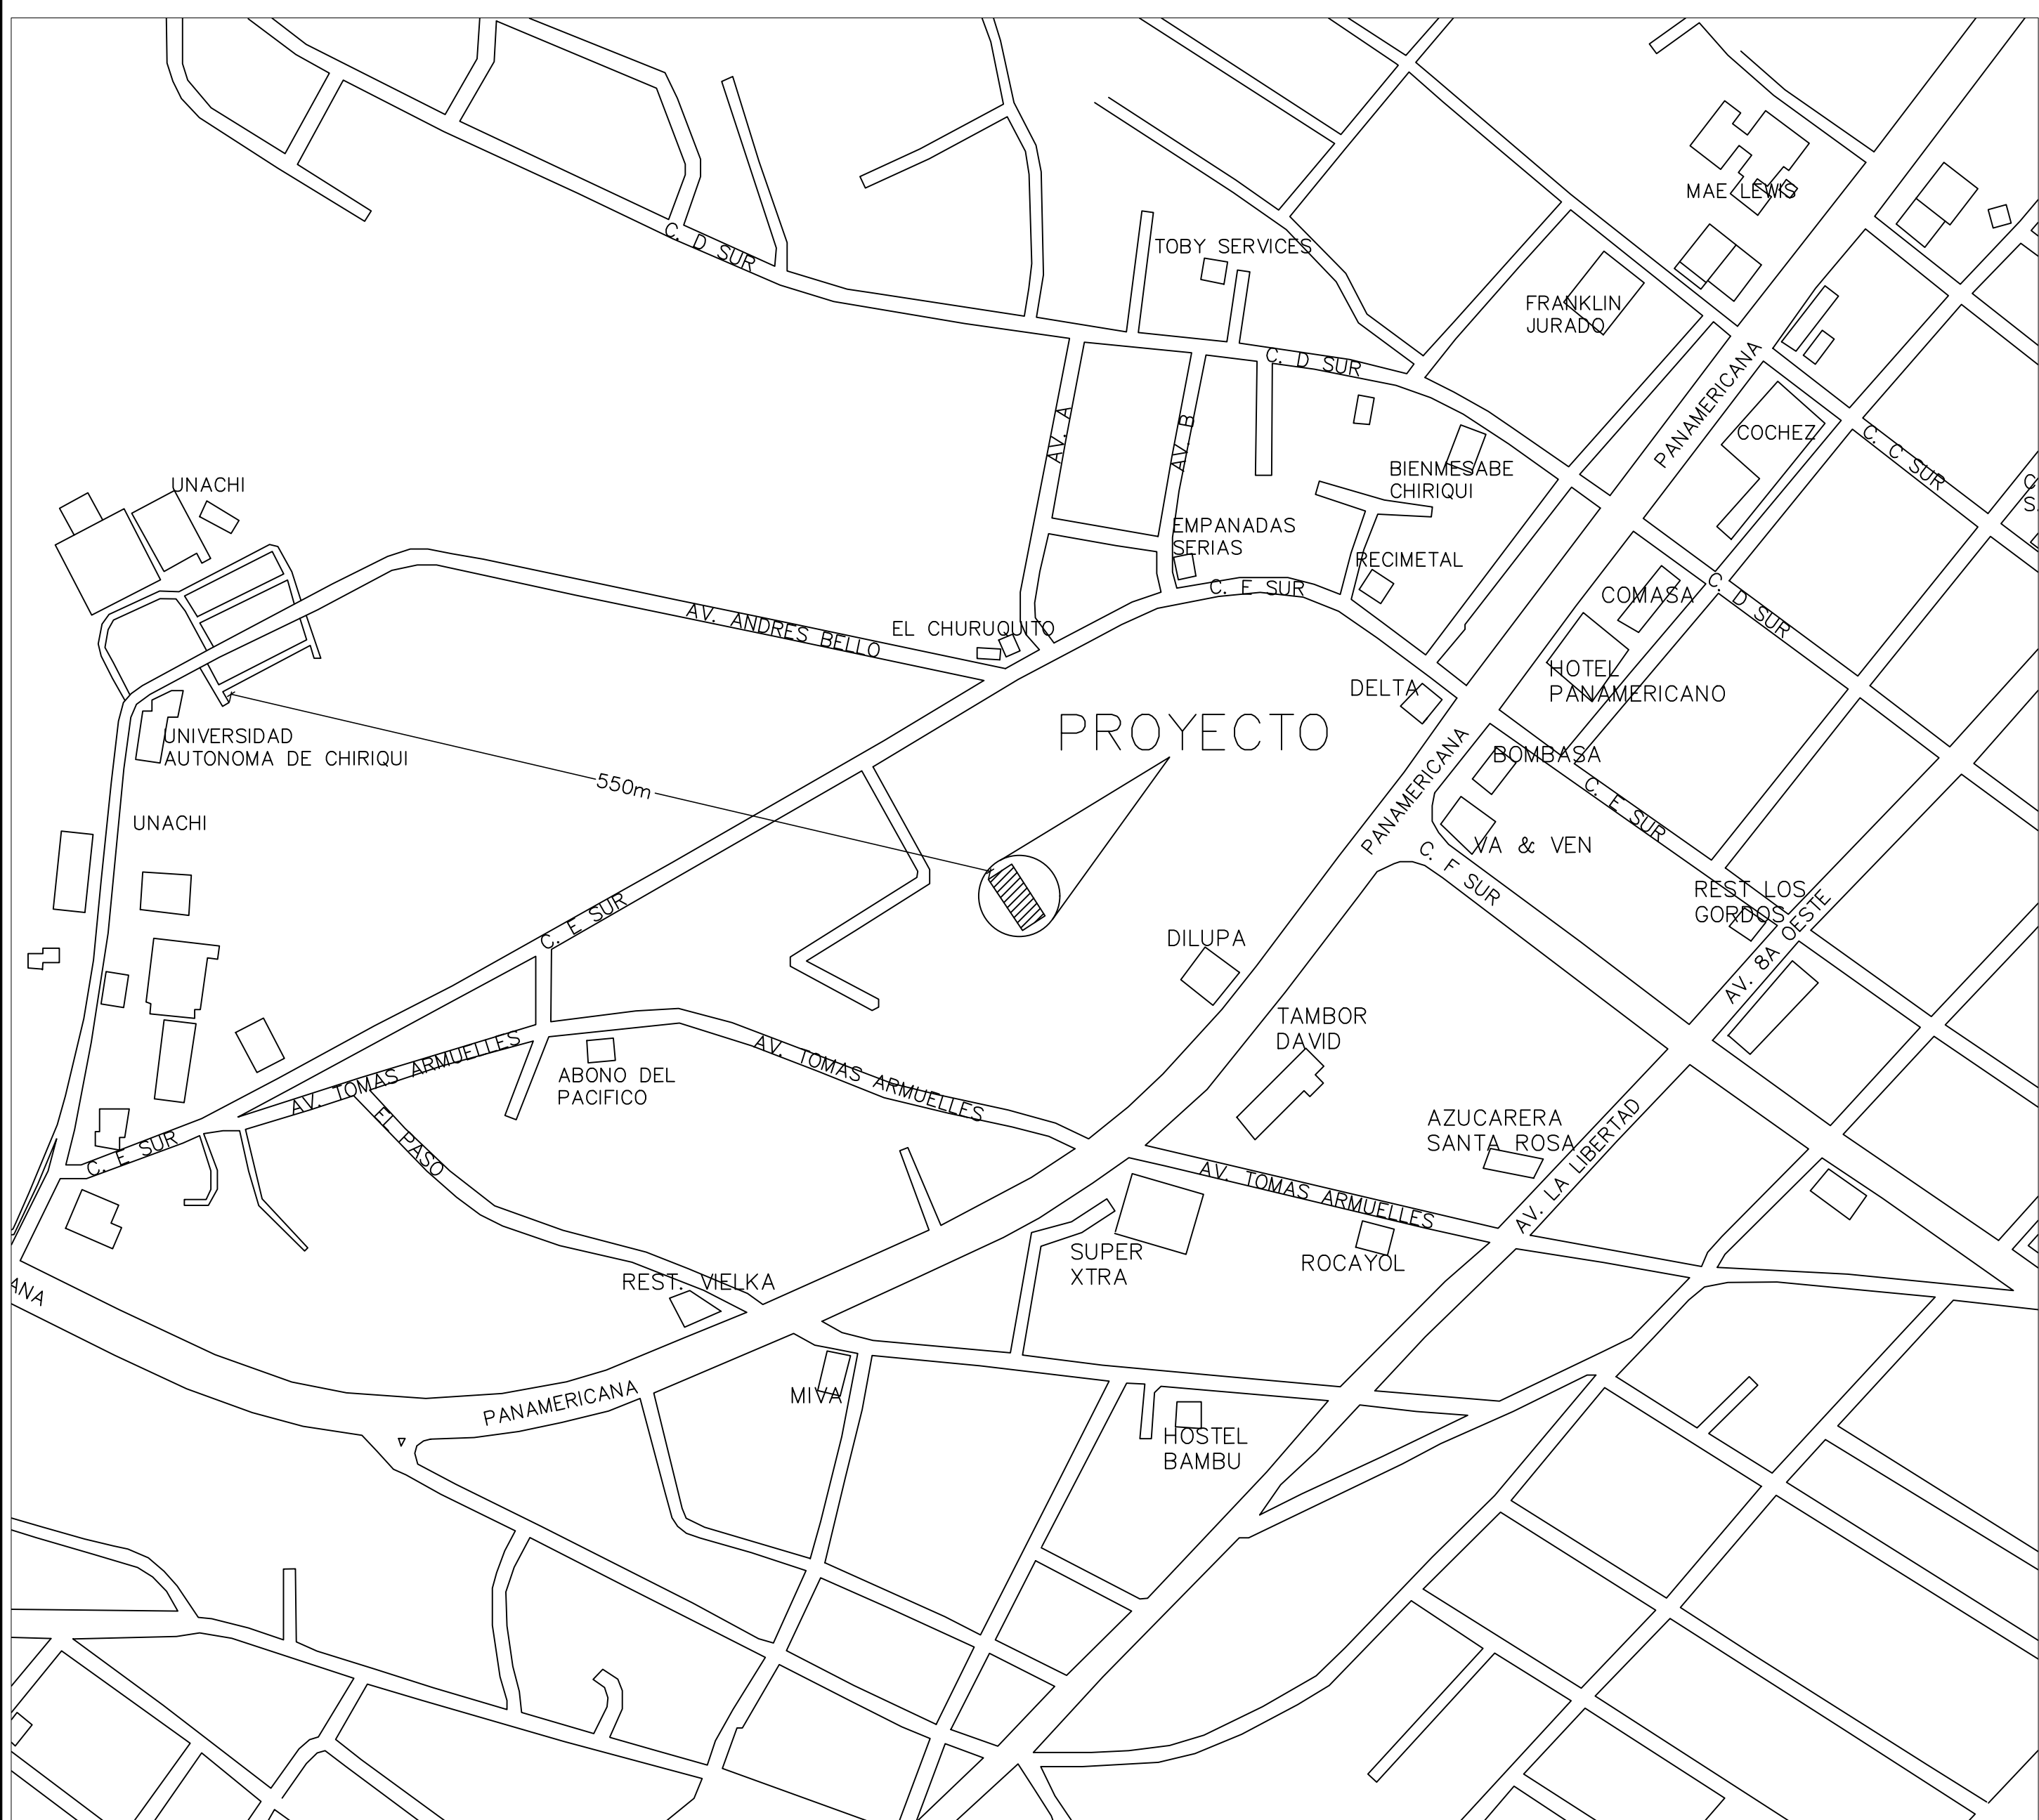 MAE LEWIS
C. D SUR
TOBY SERVICES
FRANKLIN
JURADO
C. D SUR
PANAMERICANA
AV. A
AV. B
COCHEZ
C. C SUR
BIENMESABE
CHIRIQUI
UNACHI
EMPANADAS
SERIAS
RECIMETAL
C. E SUR
COMASA
C. D SUR
AV. ANDRES BELLO
EL CHURUQUITO
HOTEL
PANAMERICANO
DELTA
UNIVERSIDAD
AUTONOMA DE CHIRIQUI
PROYECTO
BOMBASA
PANAMERICANA
550m
C. E SUR
UNACHI
VA & VEN
C. F SUR
REST LOS
GORDOS
C. E SUR
DILUPA
AV. 8A OESTE
TAMBOR
DAVID
AV. TOMAS ARMUELLES
AV. TOMAS ARMUELLES
ABONO DEL
PACIFICO
AZUCARERA
SANTA ROSA
EL PASO
C. E SUR
AV. LA LIBERTAD
AV. TOMAS ARMUELLES
SUPER
XTRA
ROCAYOL
REST. VIELKA
ANA
MIVA
PANAMERICANA
HOSTEL
BAMBU